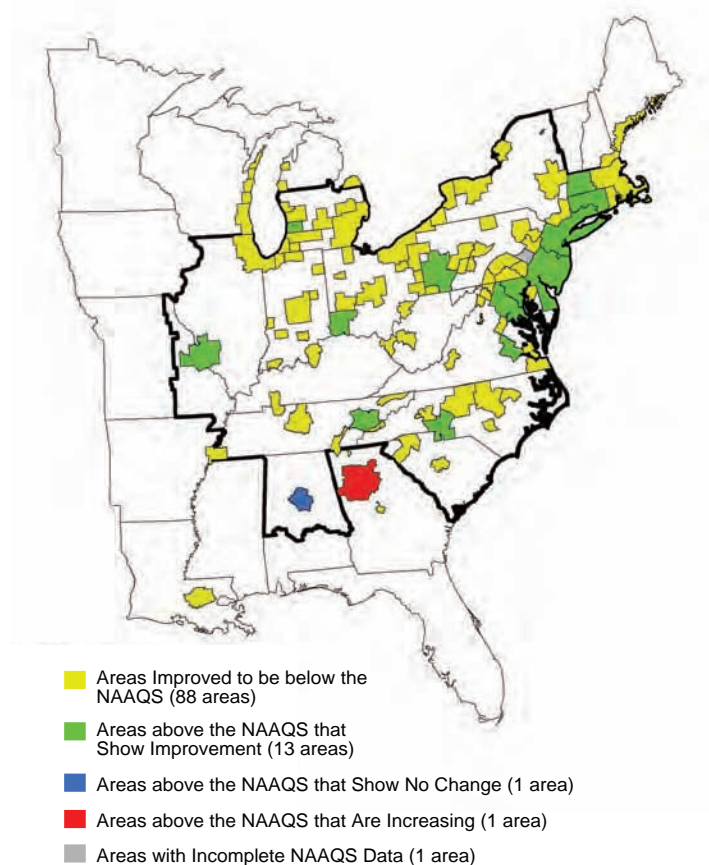 Areas Improved to be below the
NAAQS (88 areas)
Areas above the NAAQS that
Show Improvement (13 areas)
Areas above the NAAQS that Show No Change (1 area)
Areas above the NAAQS that Are Increasing (1 area)
Areas with Incomplete NAAQS Data (1 area)